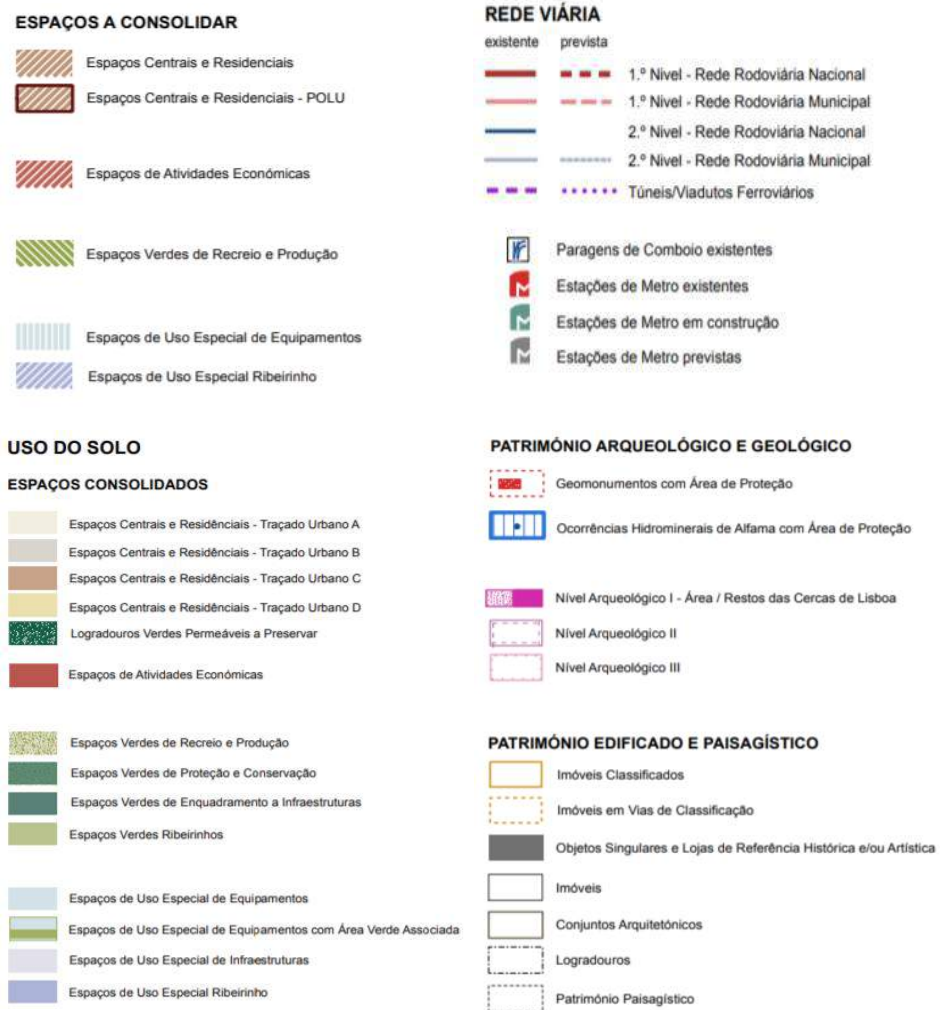 ESPAÇOS A CONSOLIDAR
Espaços Centrais e Residenciais
Espaços Centrais e Residenciais - POLU
Espaços de Atividades Económicas
Espaços Verdes de Recreio e Produção
Espaços de Uso Especial de Equipamentos
Espaços de Uso Especial Ribeirinho
REDE VIÁRIA
existente prevista
1.º Nivel - Rede Rodoviária Nacional
1.º Nivel - Rede Rodoviária Municipal
2.º Nivel - Rede Rodoviária Nacional
2.º Nivel - Rede Rodoviária Municipal
Túneis/Viadutos Ferroviários
Paragens de Comboio existentes
Estações de Metro existentes
Estações de Metro em construção
Estações de Metro previstas
USO DO SOLO
ESPAÇOS CONSOLIDADOS
Espaços Centrais e Residênciais - Traçado Urbano A
Espaços Centrais e Residênciais - Traçado Urbano B
Espaços Centrais e Residênciais - Traçado Urbano C
Espaços Centrais e Residênciais - Traçado Urbano D
Logradouros Verdes Permeáveis a Preservar
Espaços de Atividades Económicas
Espaços Verdes de Recreio e Produção
Espaços Verdes de Proteção e Conservação
Espaços Verdes de Enquadramento a Infraestruturas
Espaços Verdes Ribeirinhos
Espaços de Uso Especial de Equipamentos
Espaços de Uso Especial de Equipamentos com Área Verde Associada
Espaços de Uso Especial de Infraestruturas
Espaços de Uso Especial Ribeirinho
PATRIMÓNIO ARQUEOLÓGICO E GEOLÓGICO
Geomonumentos com Área de Proteção
Ocorrências Hidrominerais de Alfama com Área de Proteção
Nível Arqueológico I - Área / Restos das Cercas de Lisboa
Nível Arqueológico II
Nível Arqueológico III
PATRIMÓNIO EDIFICADO E PAISAGÍSTICO
Imóveis Classificados
Imóveis em Vias de Classificação
Objetos Singulares e Lojas de Referência Histórica e/ou Artística
Imóveis
Conjuntos Arquitetónicos
Logradouros
Património Paisagístico